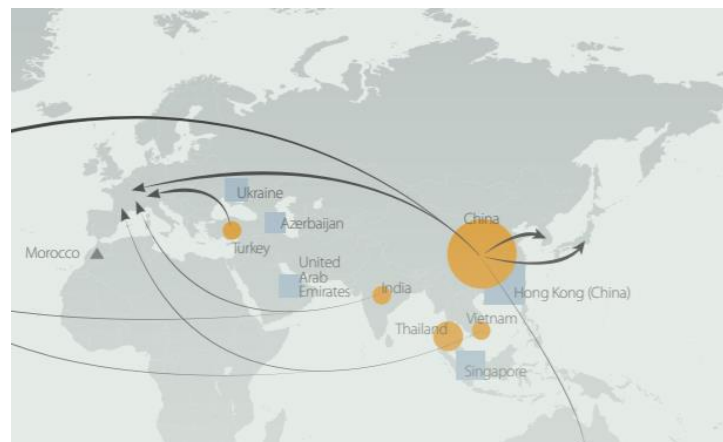 Ukraine
China
Azerbaijan
Morocco
Turkey
United
Arab
Emirates
India
Hong Kong (China)
Thailand
Vietnam
Singapore